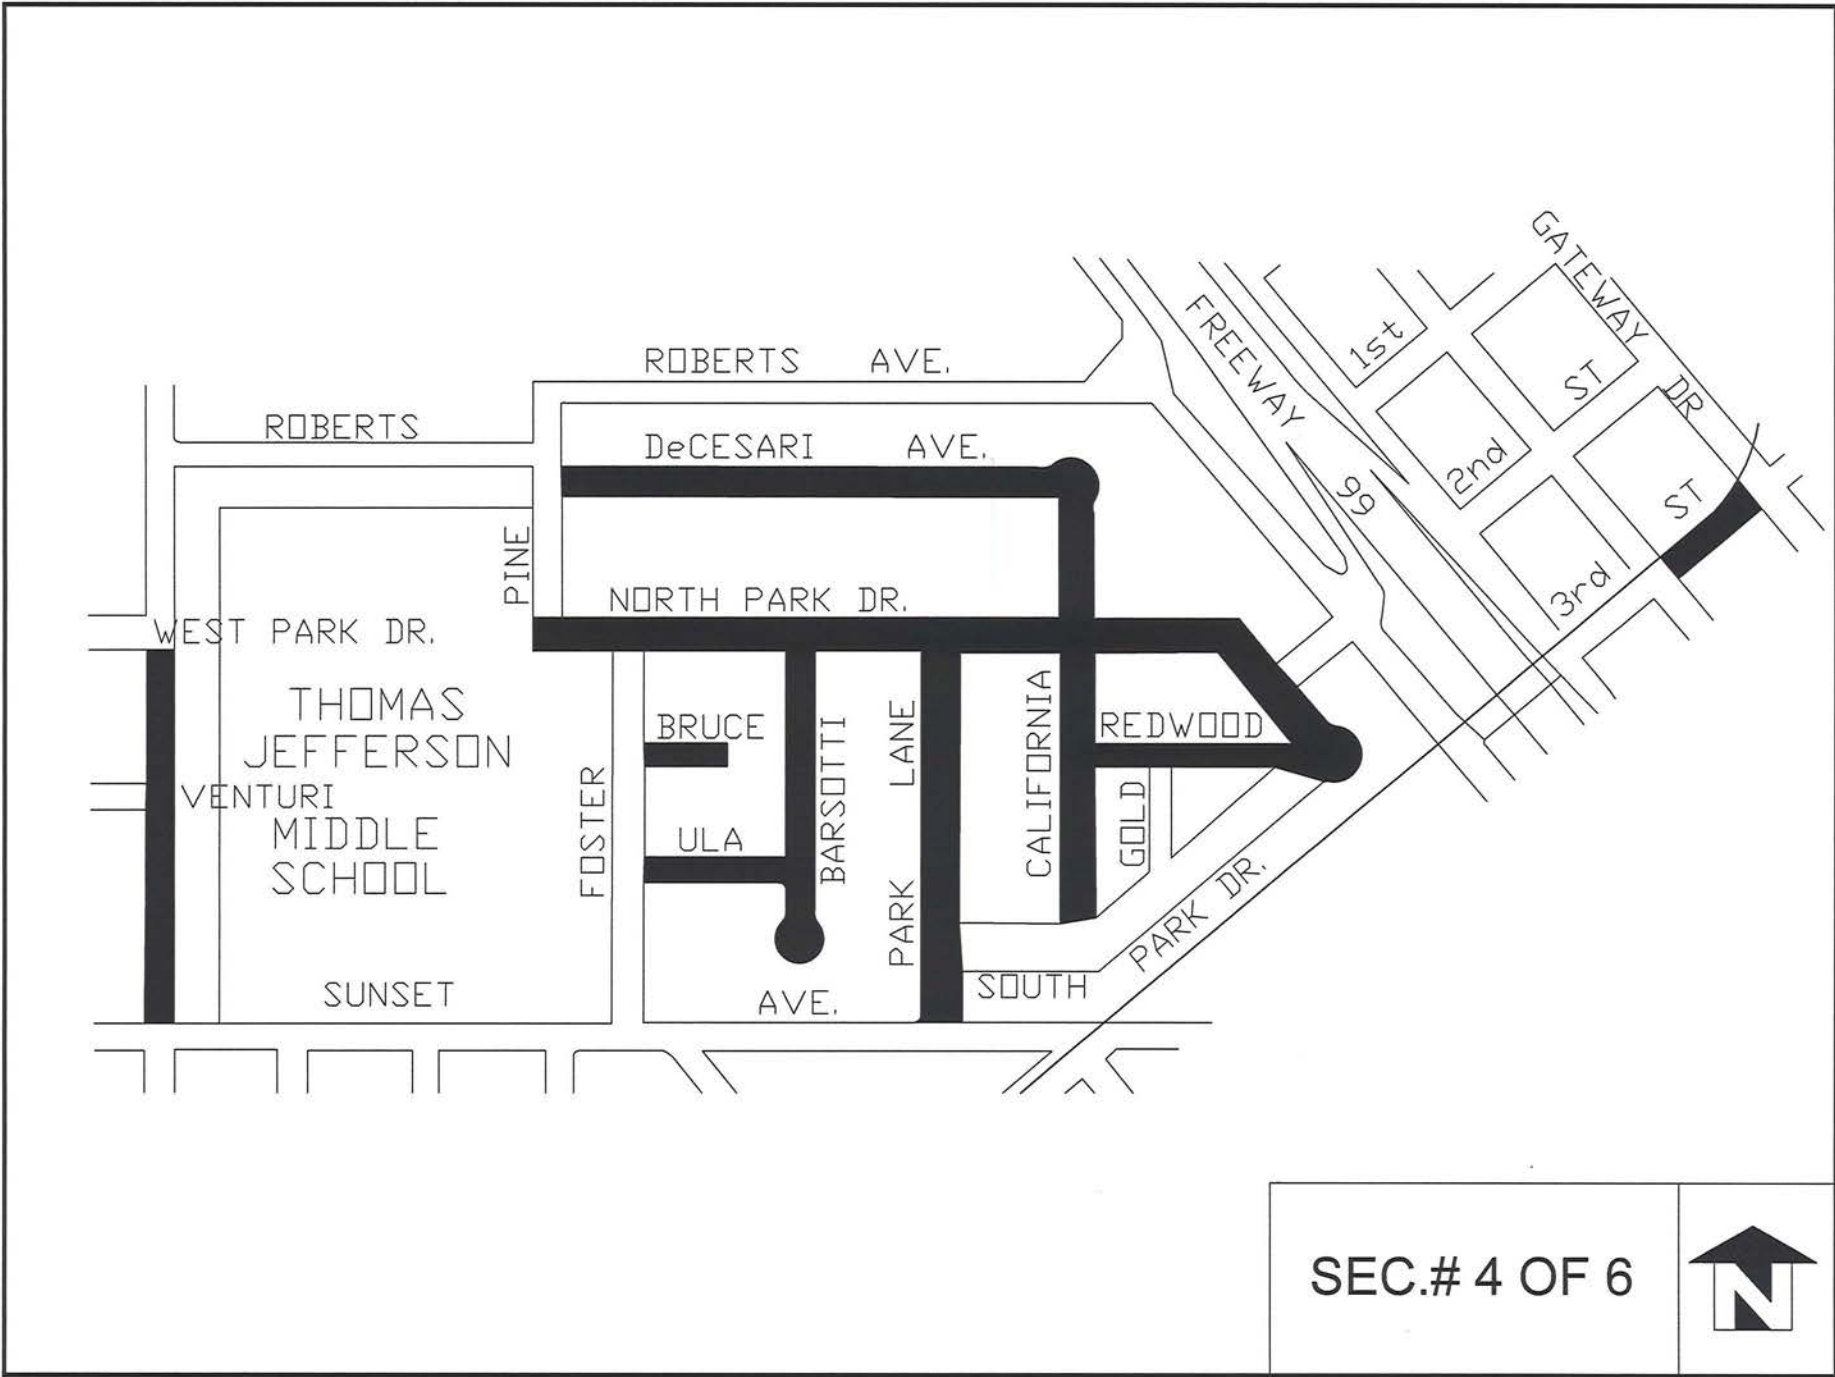 GATEWAY DR
FREEWAY 99
1st ST
2nd ST
3rd
ROBERTS AVE.
ROBERTS
DeCESARI AVE.
PINE
NORTH PARK DR.
WEST PARK DR.
THOMAS
JEFFERSON
MIDDLE
SCHOOL
VENTURI
FOSTER
BRUCE
ULA
BARSOTTI
PARK LANE
CALIFORNIA
REDWOOD
GOLD
SOUTH PARK DR.
SUNSET AVE.
SEC.# 4 OF 6
N